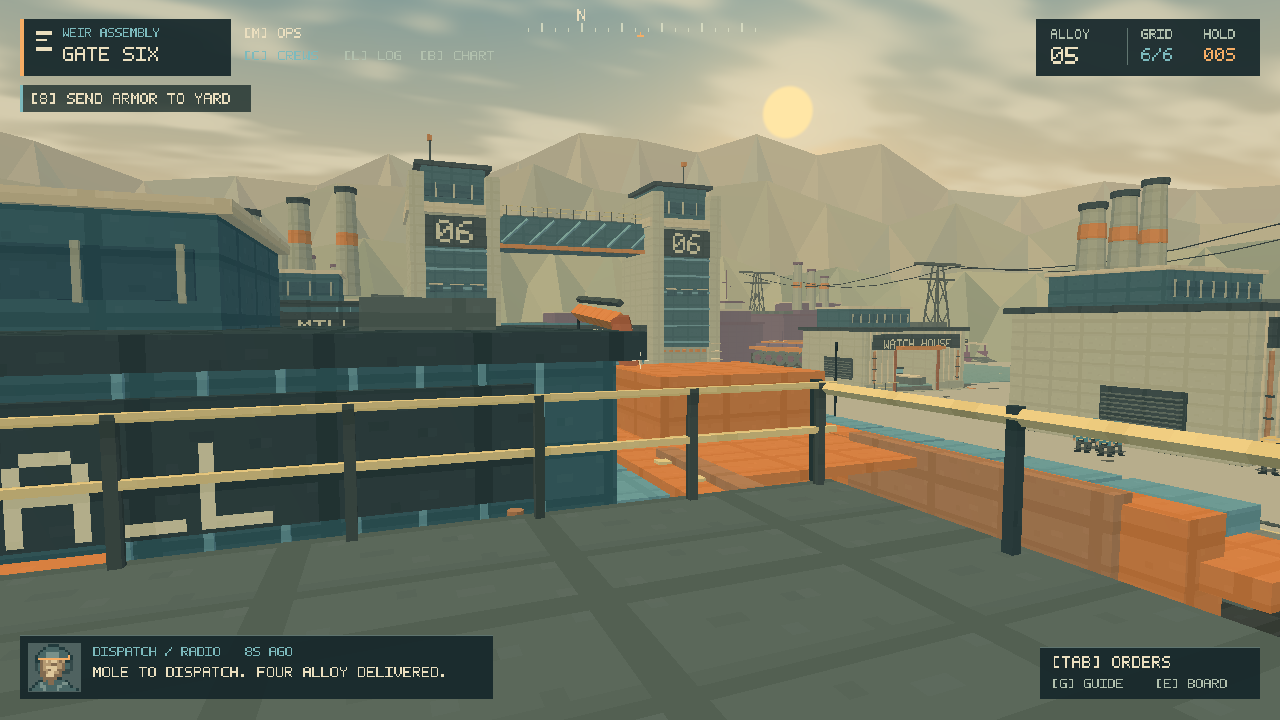 WEIR ASSEMBLY
GATE SIX
[M] OPS
[C] CREW [L] LOG [B] CHART
[8] SEND ARMOR TO YARD
N
ALLOY GRID HOLD
05 6/6 005
06
06
WATCH HOUSE
DISPATCH / RADIO 8S AGO
MOLE TO DISPATCH. FOUR ALLOY DELIVERED.
[TAB] ORDERS
[G] GUIDE [E] BOARD